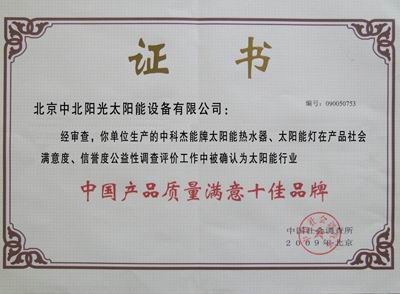 证 书
北京中北阳光太阳能设备有限公司：
编号：090050753
经审查，你单位生产的中科杰能牌太阳能热水器、太阳能灯在产品社会
满意度、信誉度公益性调查评价工作中被确认为太阳能行业
中国产品质量满意十佳品牌
中国社会调查所
2009年·北京